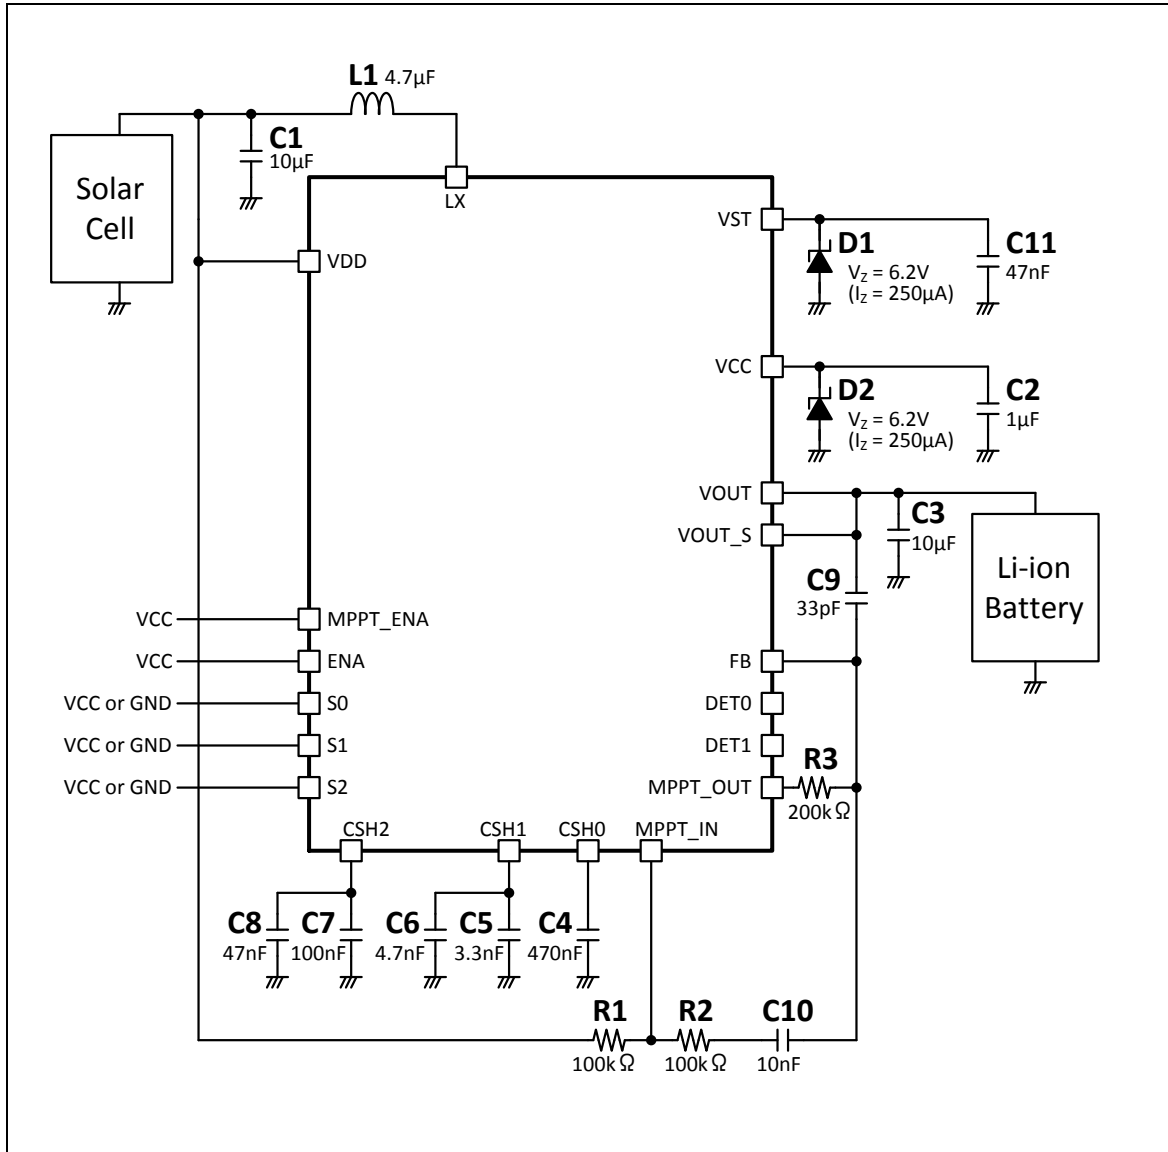 L1 4.7µF
C1
10µF
Solar
Cell
LX
VST
D1
C11
VDD
VZ = 6.2V
47nF
(IZ = 250µA)
VCC
D2
C2
VZ = 6.2V
1µF
(IZ = 250µA)
VOUT
C3
VOUT_S
10µF
Li-ion
Battery
C9
33pF
VCC
MPPT_ENA
VCC
ENA
FB
VCC or GND
S0
DET0
VCC or GND
S1
DET1
R3
VCC or GND
S2
MPPT_OUT
200kΩ
CSH2
CSH1
CSH0
MPPT_IN
C8
C7
C6
C5
C4
47nF
100nF
4.7nF
3.3nF
470nF
R1
R2
C10
100kΩ
100kΩ
10nF